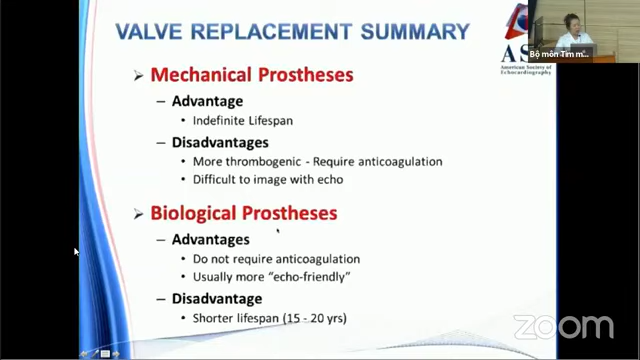 VALVE REPLACEMENT SUMMARY
Bộ môn Tim m...
AS
American Society of
Echocardiography
Mechanical Prostheses
– Advantage
• Indefinite Lifespan
– Disadvantages
• More thrombogenic - Require anticoagulation
• Difficult to image with echo
Biological Prostheses
– Advantages
• Do not require anticoagulation
• Usually more “echo-friendly”
– Disadvantage
• Shorter lifespan (15 - 20 yrs)
zoom